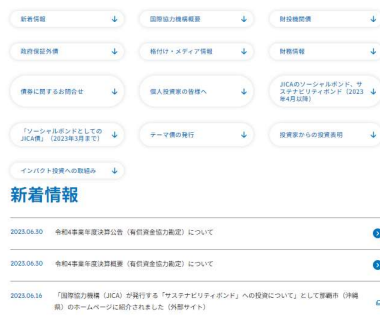 新着情報
国際協力機構概要
財投機関債
政府保証外債
格付け・メディア情報
財務情報
債券に関するお問合せ
個人投資家の皆様へ
JICAのソーシャルボンド、サ
ステナビリティボンド（2023
年4月以降）
「ソーシャルボンドとしての
JICA債」（2023年3月まで）
テーマ債の発行
投資家からの投資表明
インパクト投資への取組み
新着情報
2023.06.30 令和4事業年度決算公告（有償資金協力勘定）について
2023.06.30 令和4事業年度決算概要（有償資金協力勘定）について
2023.06.16 「国際協力機構（JICA）が発行する「サステナビリティボンド」への投資について」として那覇市（沖縄
県）のホームページに紹介されました（外部サイト）